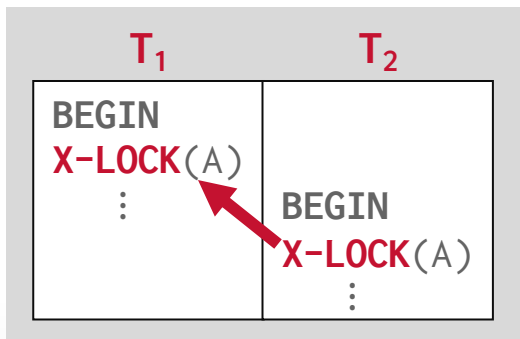 T₁ T₂
BEGIN
X-LOCK(A)
⋮
BEGIN
X-LOCK(A)
⋮